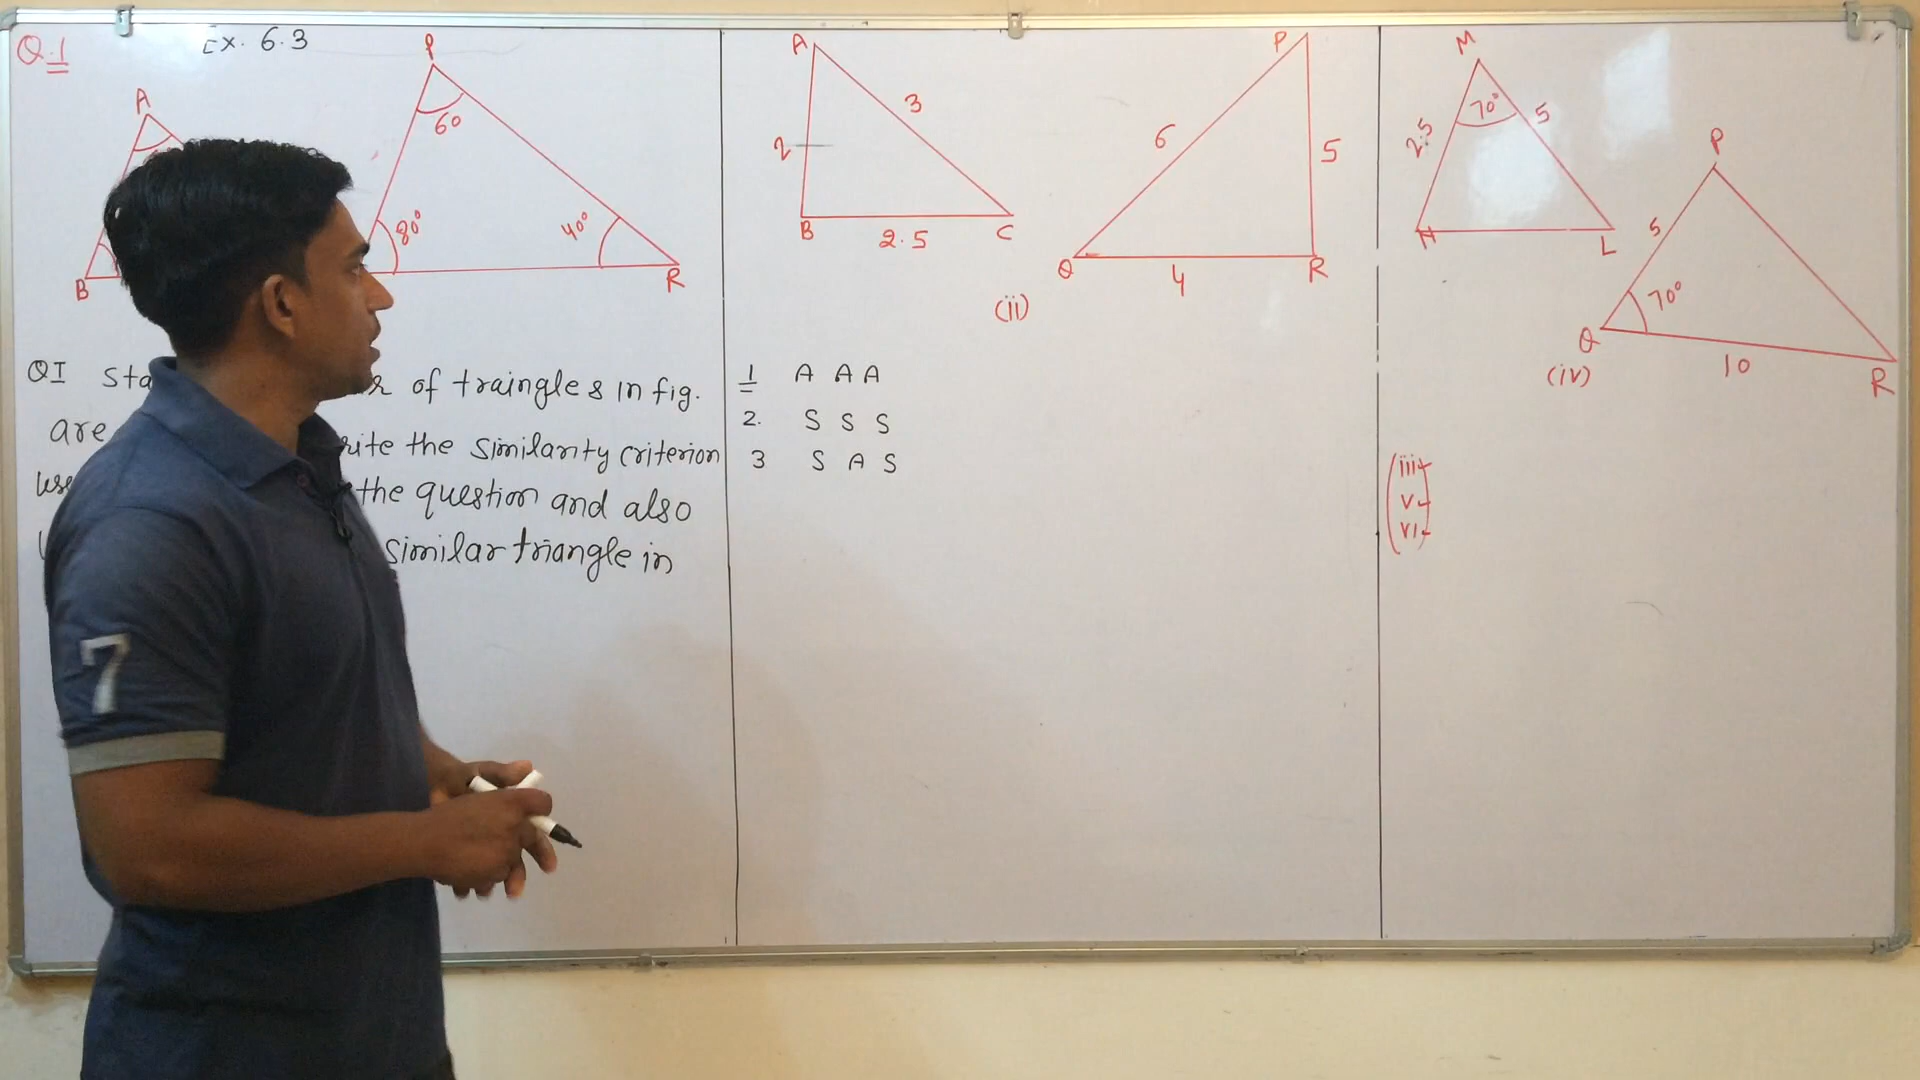 Q.1
Ex. 6.3
A
B
P
60
80°
40°
R
QI
of traingles in fig.
are
the similarity criterion
the question and also
similar triangle in
A
2
3
B
2.5
C
P
6
5
Q
4
R
(ii)
1 A A A
2. S S S
3 S A S
M
70°
2.5
5
N
L
P
5
70°
Q
10
R
(iv)
(iii
v
vi)
7